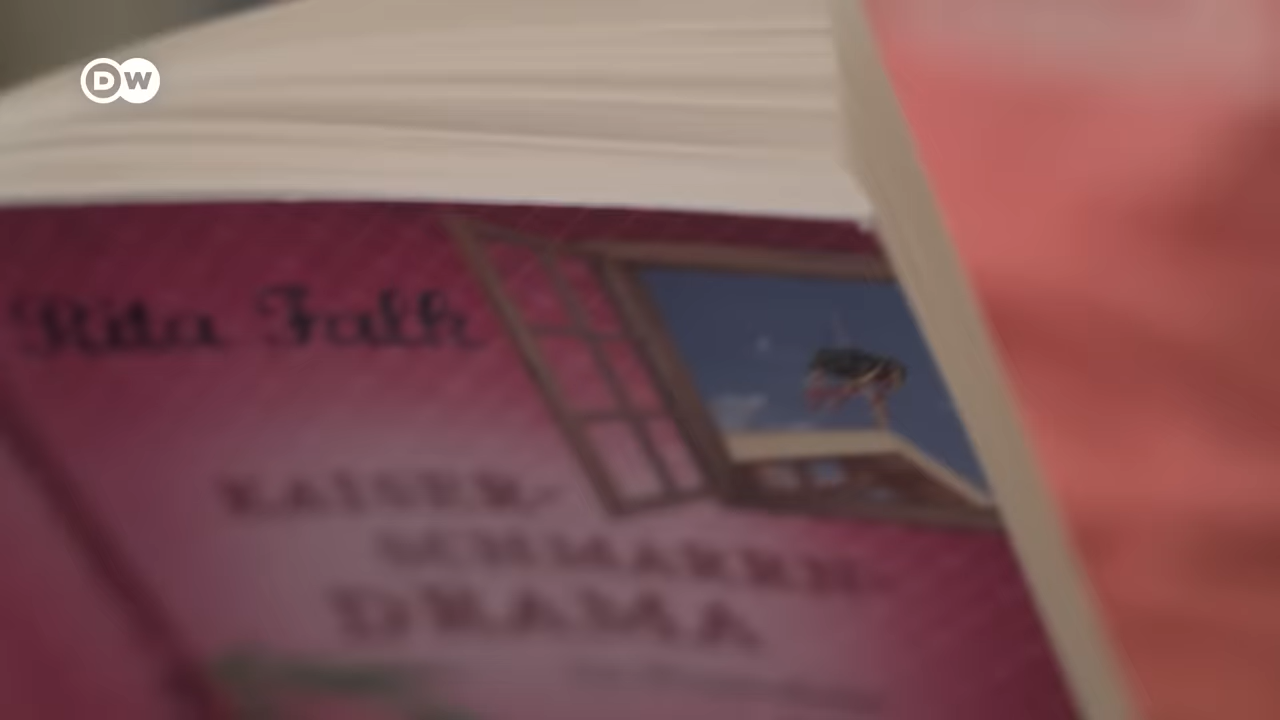 DW
Rita Falk
KAISER-
SCHMARRN-
DRAMA